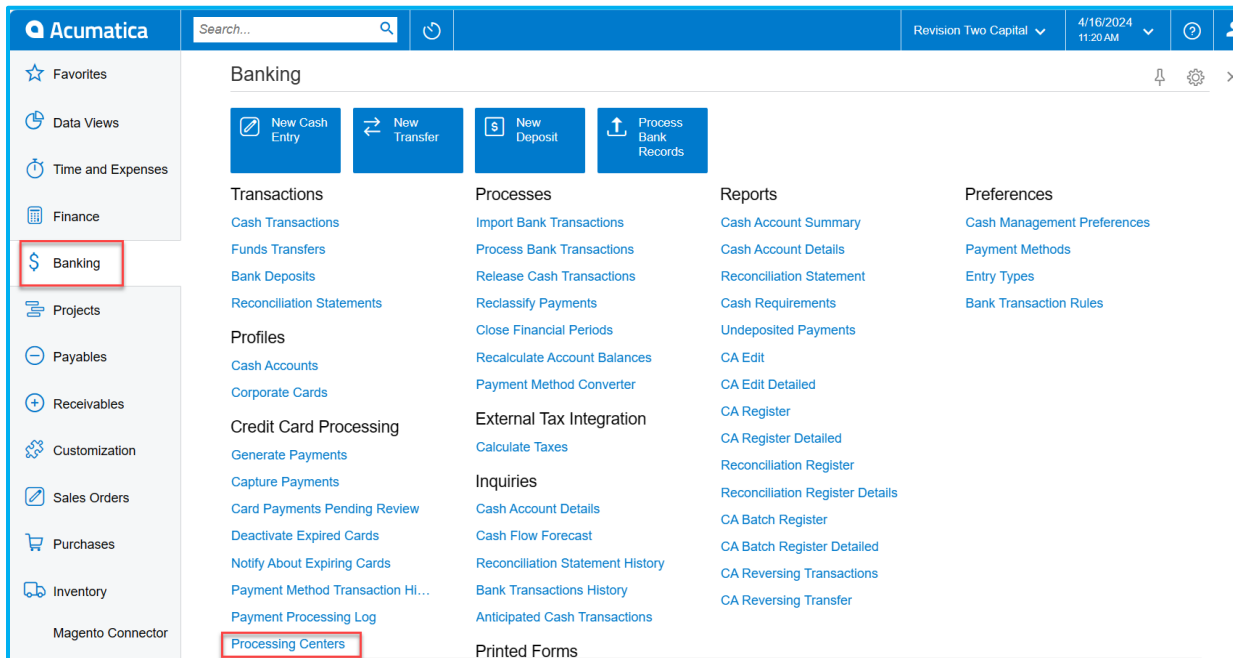 Acumatica
Search...
Revision Two Capital
4/16/2024
11:20 AM
Favorites
Data Views
Time and Expenses
Finance
$ Banking
Projects
Payables
Receivables
Customization
Sales Orders
Purchases
Inventory
Magento Connector
Banking
New Cash
Entry
New
Transfer
New
Deposit
Process
Bank
Records
Transactions
Cash Transactions
Funds Transfers
Bank Deposits
Reconciliation Statements
Profiles
Cash Accounts
Corporate Cards
Credit Card Processing
Generate Payments
Capture Payments
Card Payments Pending Review
Deactivate Expired Cards
Notify About Expiring Cards
Payment Method Transaction Hi...
Payment Processing Log
Processing Centers
Processes
Import Bank Transactions
Process Bank Transactions
Release Cash Transactions
Reclassify Payments
Close Financial Periods
Recalculate Account Balances
Payment Method Converter
External Tax Integration
Calculate Taxes
Inquiries
Cash Account Details
Cash Flow Forecast
Reconciliation Statement History
Bank Transactions History
Anticipated Cash Transactions
Printed Forms
Reports
Cash Account Summary
Cash Account Details
Reconciliation Statement
Cash Requirements
Undeposited Payments
CA Edit
CA Edit Detailed
CA Register
CA Register Detailed
Reconciliation Register
Reconciliation Register Details
CA Batch Register
CA Batch Register Detailed
CA Reversing Transactions
CA Reversing Transfer
Preferences
Cash Management Preferences
Payment Methods
Entry Types
Bank Transaction Rules